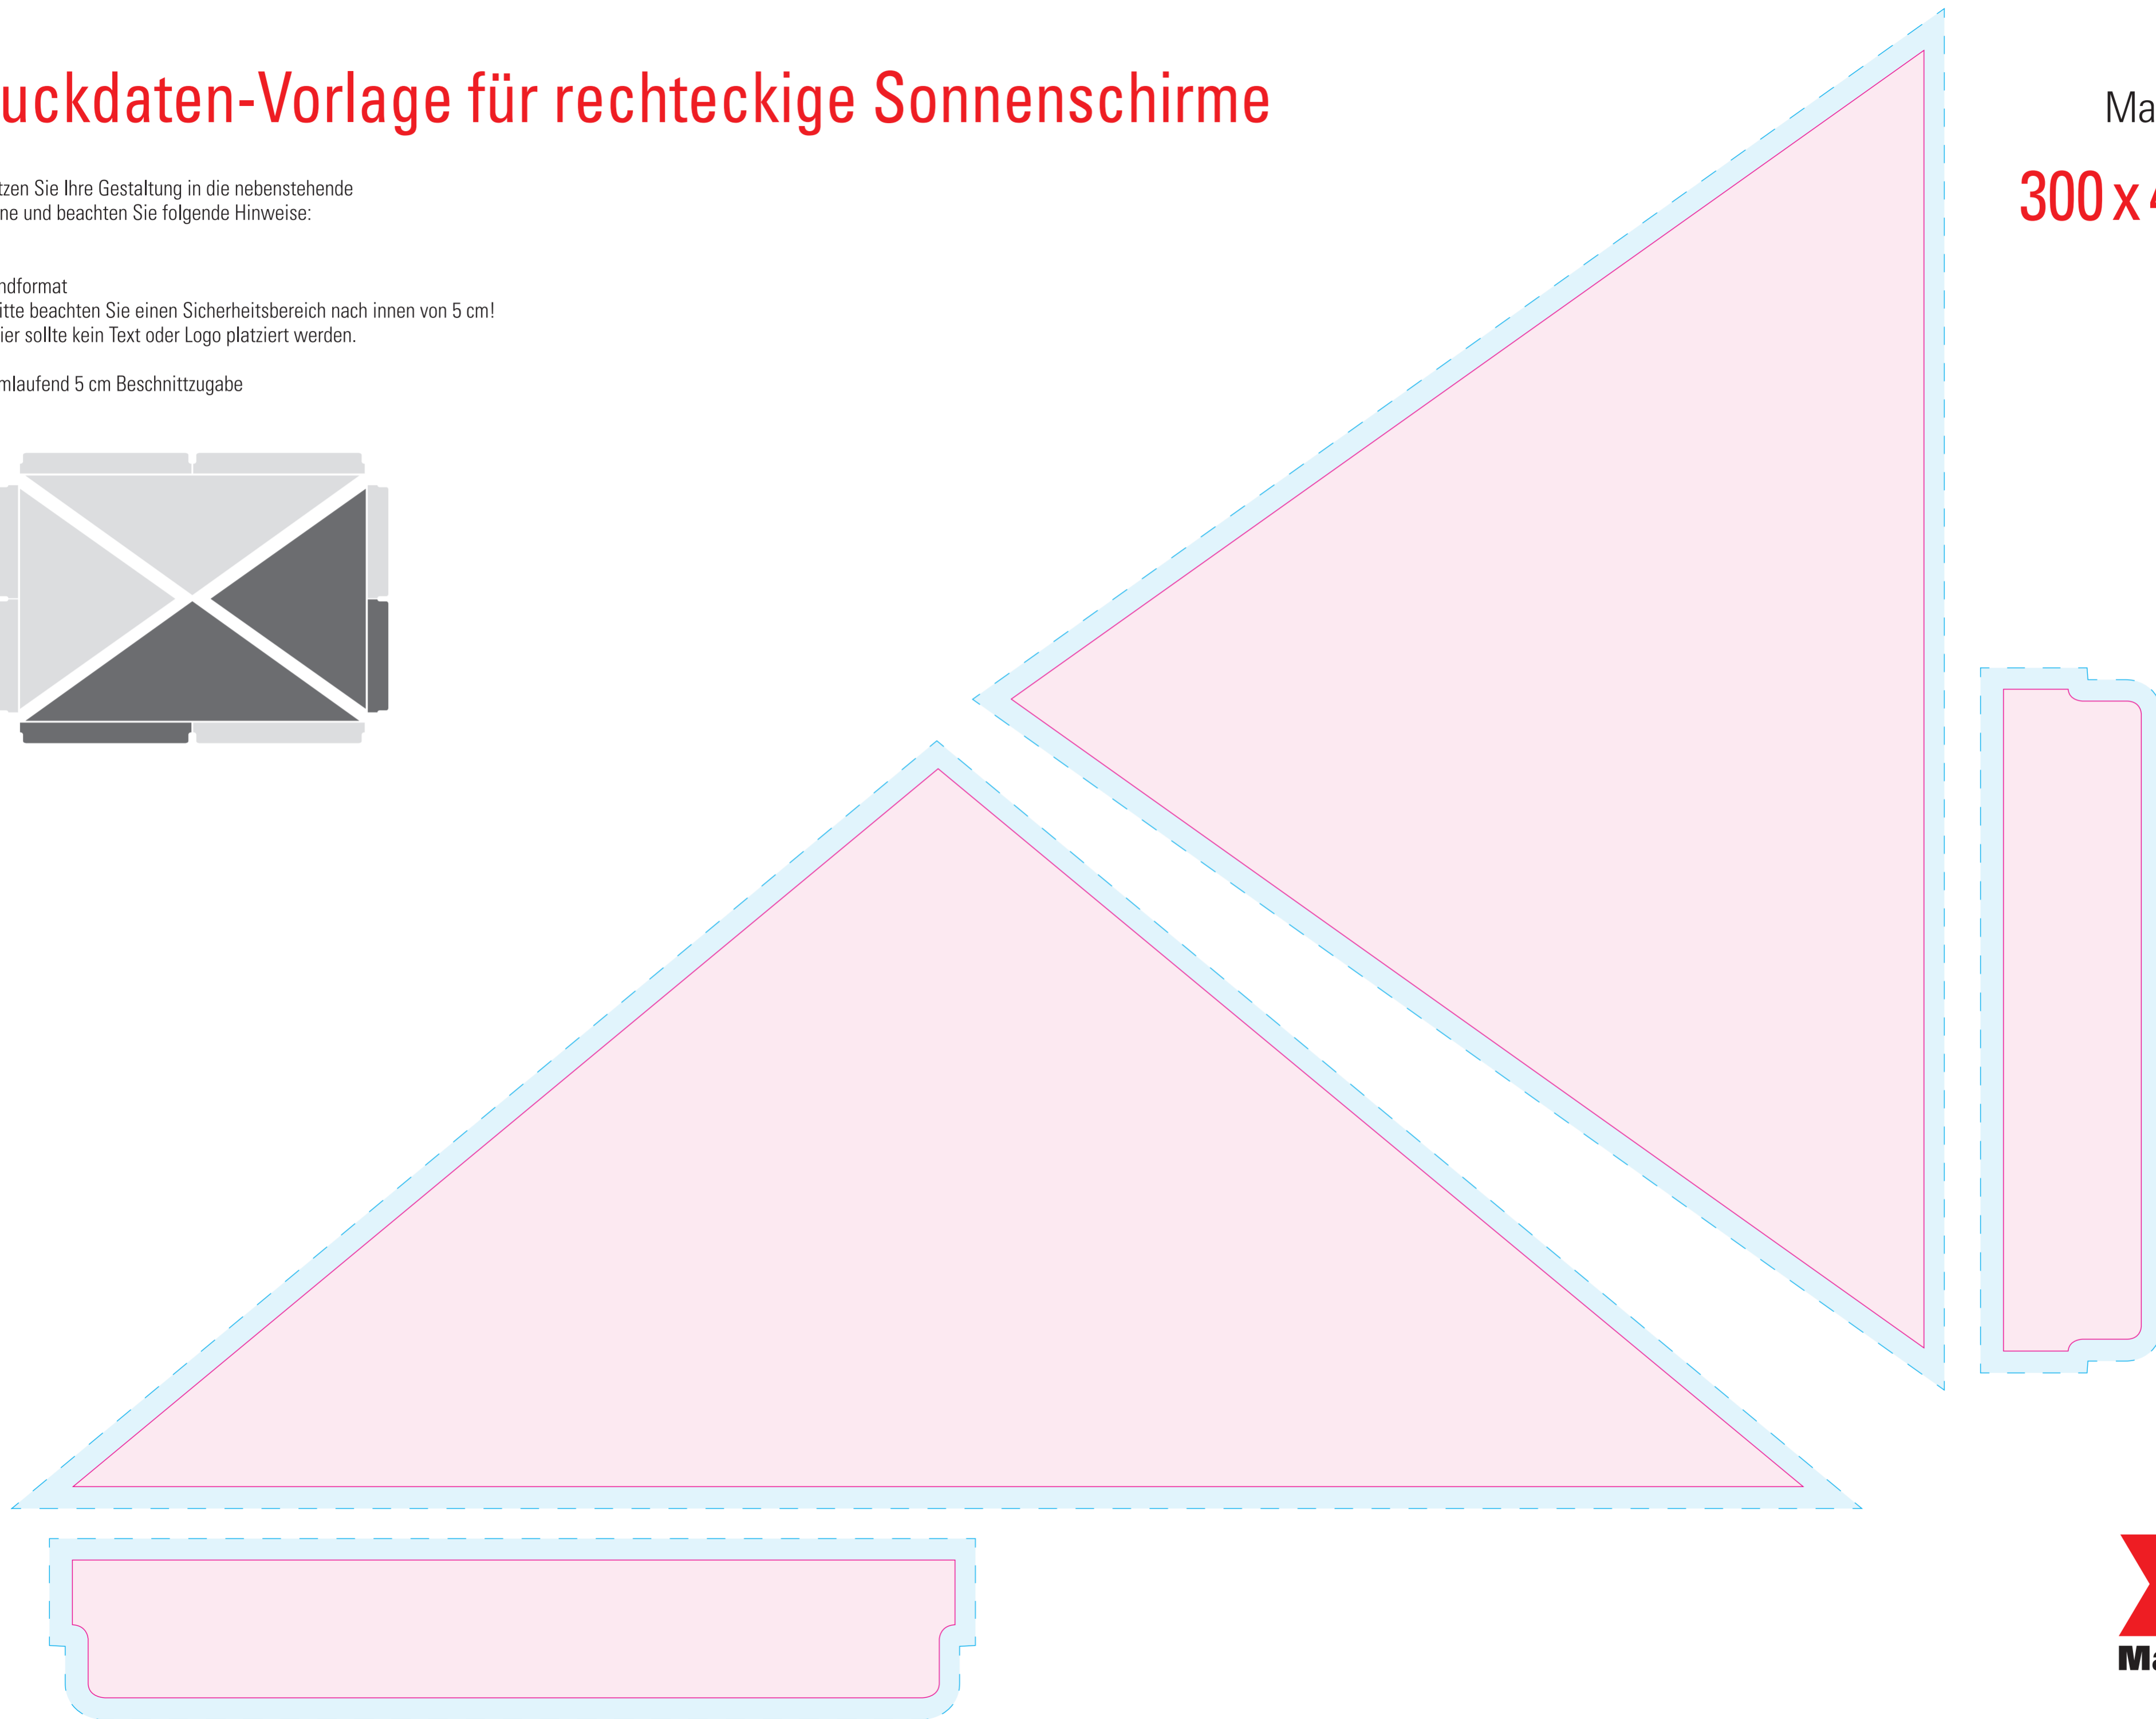 uckdaten-Vorlage für rechteckige Sonnenschirme
Ma
300 x 4
tzen Sie Ihre Gestaltung in die nebenstehende
ne und beachten Sie folgende Hinweise:
ndformat
itte beachten Sie einen Sicherheitsbereich nach innen von 5 cm!
ier sollte kein Text oder Logo platziert werden.
mlaufend 5 cm Beschnittzugabe
Ma